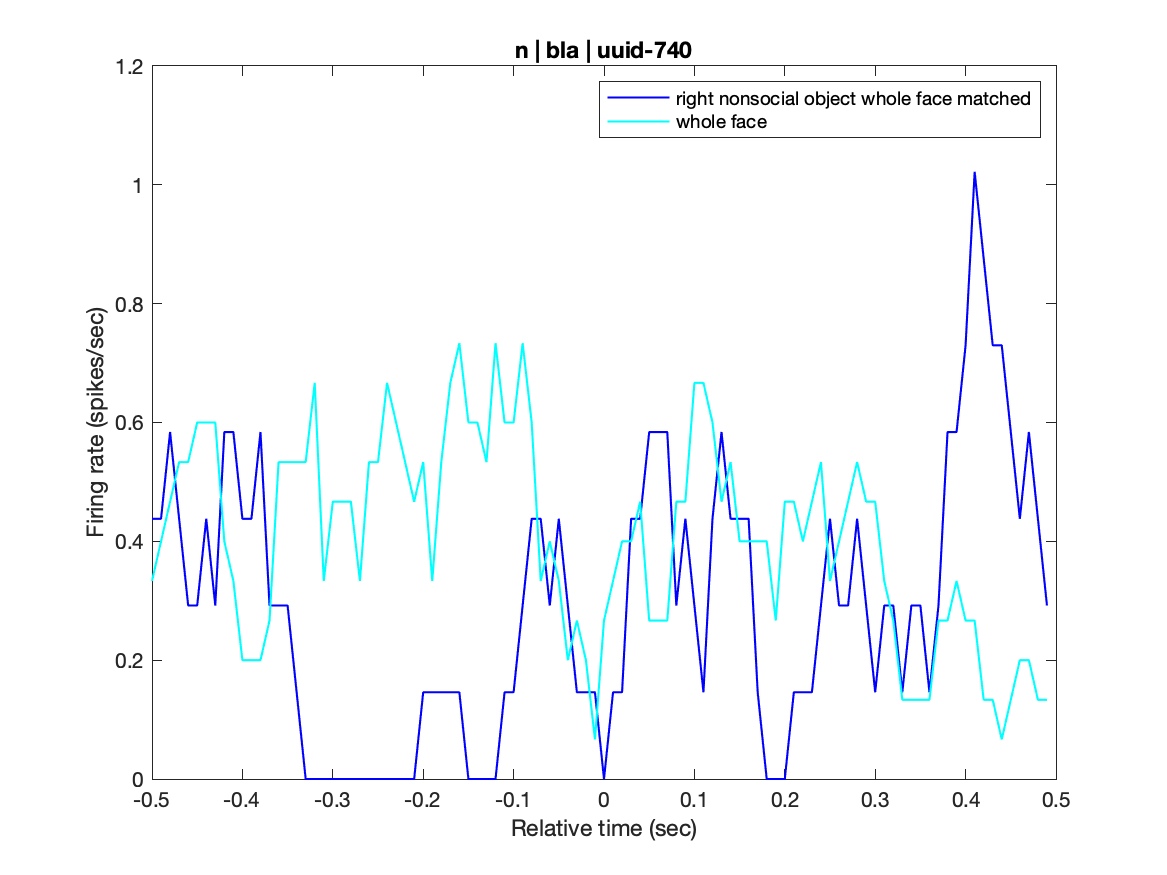 n | bla | uuid-740
right nonsocial object whole face matched
whole face
Firing rate (spikes/sec)
1.2
1
0.8
0.6
0.4
0.2
0
-0.5 -0.4 -0.3 -0.2 -0.1 0 0.1 0.2 0.3 0.4 0.5
Relative time (sec)